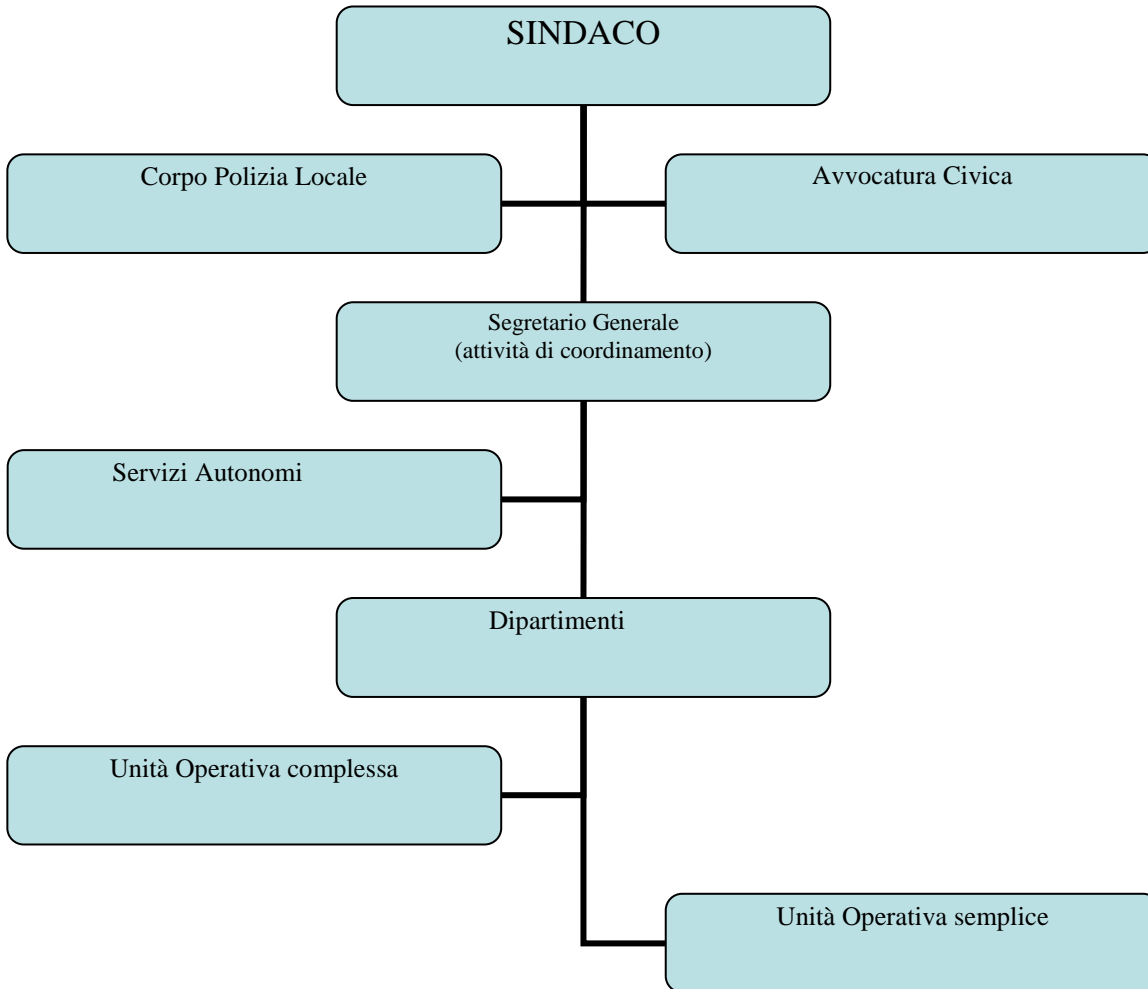 SINDACO
Corpo Polizia Locale
Avvocatura Civica
Segretario Generale
(attività di coordinamento)
Servizi Autonomi
Dipartimenti
Unità Operativa complessa
Unità Operativa semplice